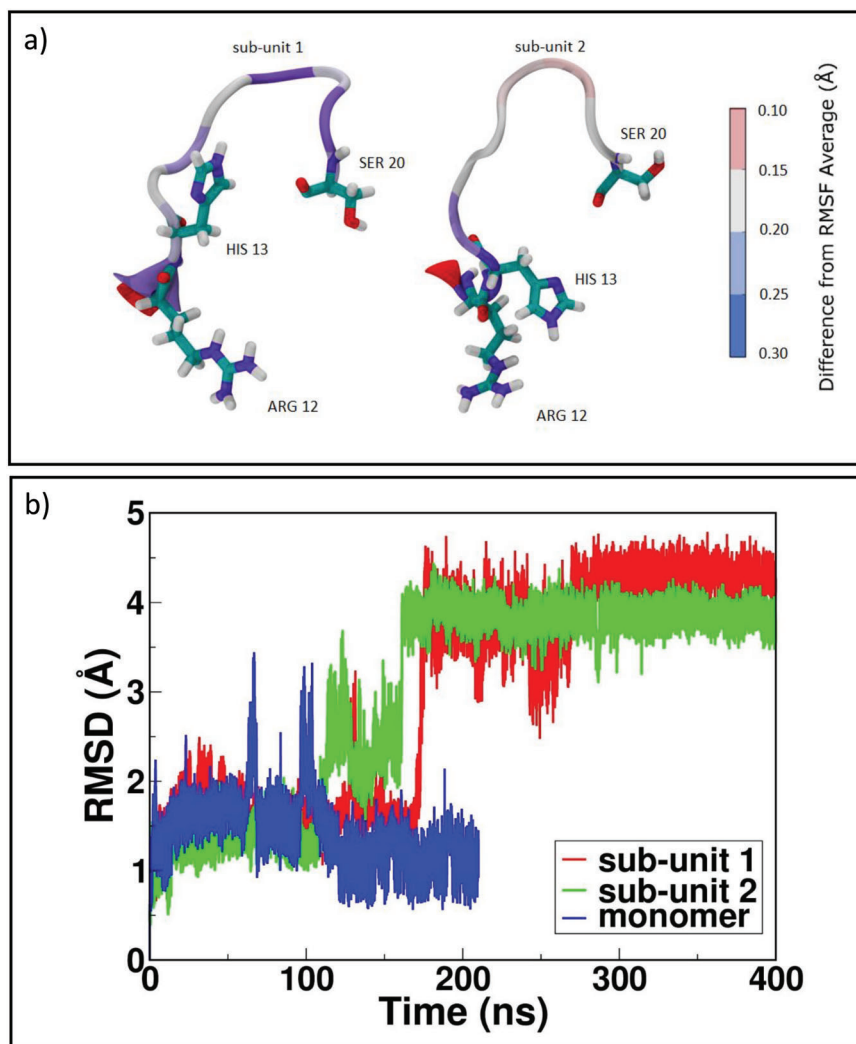 a)
sub-unit 1
sub-unit 2
SER 20
SER 20
HIS 13
HIS 13
ARG 12
ARG 12
0.10
0.15
0.20
0.25
0.30
Difference from RMSF Average (Å)
b)
5
4
3
2
1
0
RMSD (Å)
0
100
200
300
400
Time (ns)
sub-unit 1
sub-unit 2
monomer